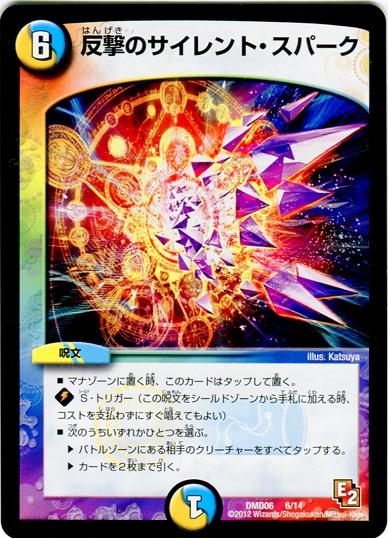 はんげき
6 反撃のサイレント・スパーク
呪文
illus. Katsuya
■ マナゾーンに置く時、このカードはタップして置く。
S・トリガー(この呪文をシールドゾーンから手札に加える時、
コストを支払わずにすぐ唱えてもよい)
■ 次のうちいずれかひとつを選ぶ。
▶ バトルゾーンにある相手のクリーチャーをすべてタップする。
▶ カードを2枚まで引く。
1
DMD06 6/14
©2012 Wizards/Shogakukan/Mitsui-Kids
E2